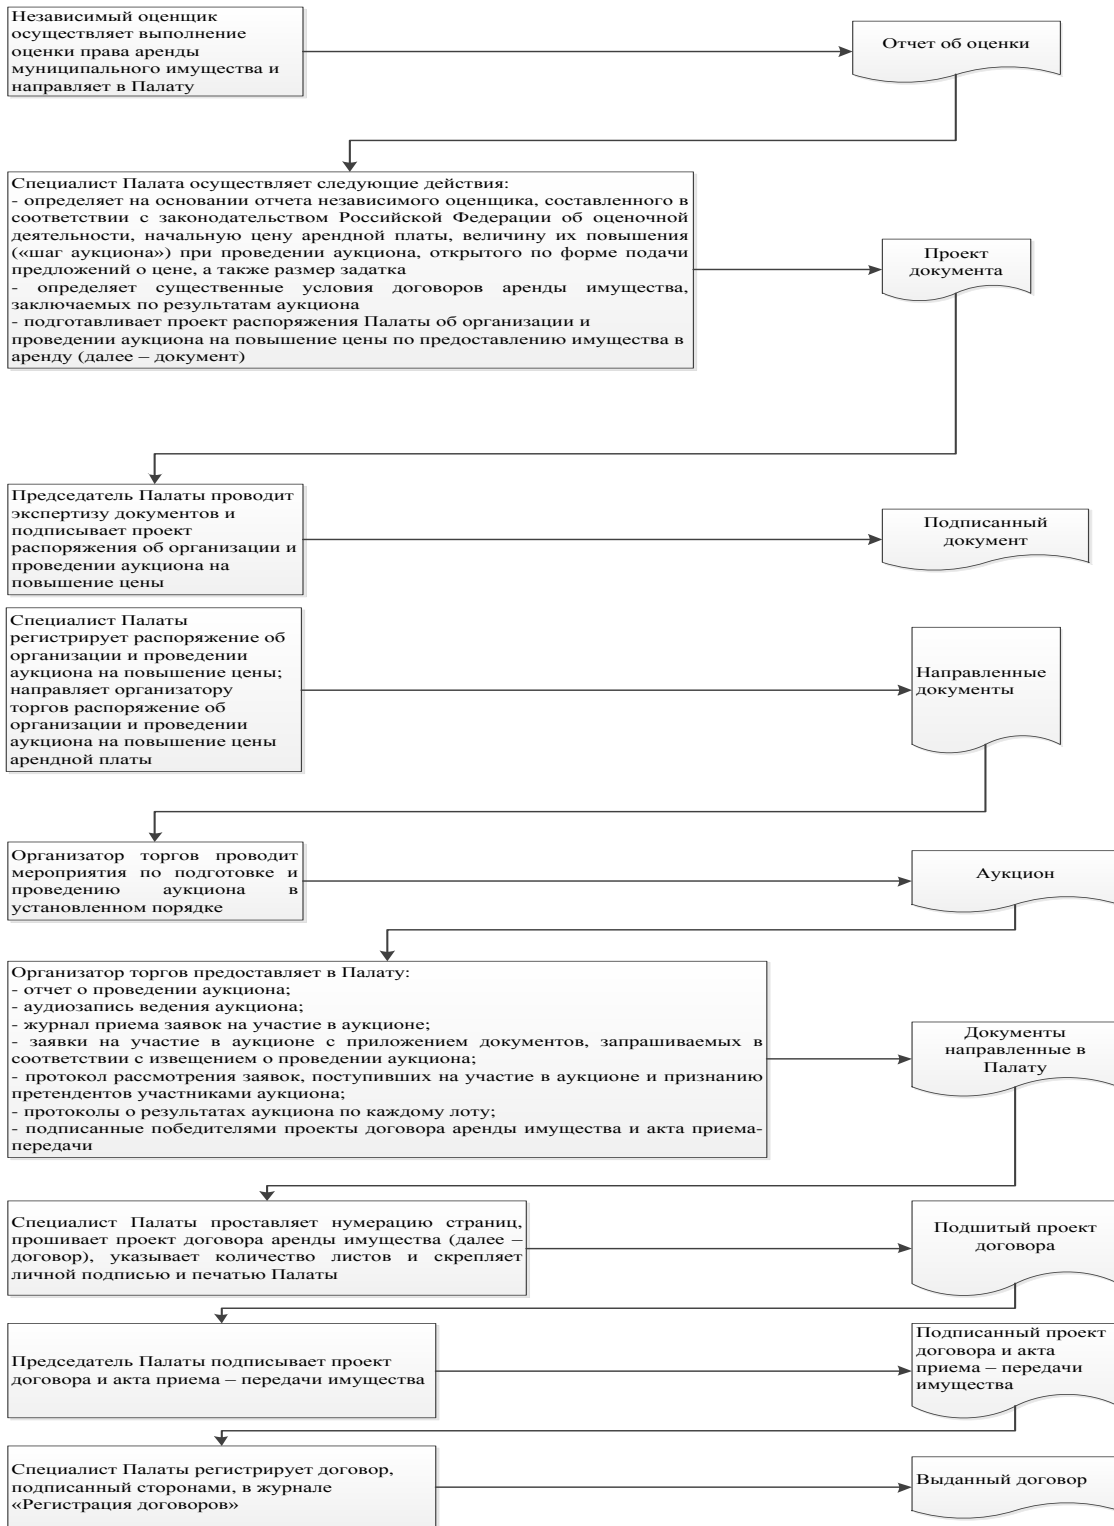 Независимый оценщик
осуществляет выполнение
оценки права аренды
муниципального имущества и
направляет в Палату
Отчет об оценки
Специалист Палата осуществляет следующие действия:
- определяет на основании отчета независимого оценщика, составленного в
соответствии с законодательством Российской Федерации об оценочной
деятельности, начальную цену арендной платы, величину их повышения
(«шаг аукциона») при проведении аукциона, открытого по форме подачи
предложений о цене, а также размер задатка
- определяет существенные условия договоров аренды имущества,
заключаемых по результатам аукциона
- подготавливает проект распоряжения Палаты об организации и
проведении аукциона на повышение цены по предоставлению имущества в
аренду (далее – документ)
Проект
документа
Председатель Палаты проводит
экспертизу документов и
подписывает проект
распоряжения об организации и
проведении аукциона на
повышение цены
Подписанный
документ
Специалист Палаты
регистрирует распоряжение об
организации и проведении
аукциона на повышение цены;
направляет организатору
торгов распоряжение об
организации и проведении
аукциона на повышение цены
арендной платы
Направленные
документы
Организатор торгов проводит
мероприятия по подготовке и
проведению аукциона в
установленном порядке
Аукцион
Организатор торгов предоставляет в Палату:
- отчет о проведении аукциона;
- аудиозапись ведения аукциона;
- журнал приема заявок на участие в аукционе;
- заявки на участие в аукционе с приложением документов, запрашиваемых в
соответствии с извещением о проведении аукциона;
- протокол рассмотрения заявок, поступивших на участие в аукционе и признанию
претендентов участниками аукциона;
- протоколы о результатах аукциона по каждому лоту;
- подписанные победителями проекты договора аренды имущества и акта приема-
передачи
Документы
направленные в
Палату
Специалист Палаты проставляет нумерацию страниц,
прошивает проект договора аренды имущества (далее –
договор), указывает количество листов и скрепляет
личной подписью и печатью Палаты
Подшитый проект
договора
Председатель Палаты подписывает проект
договора и акта приема – передачи имущества
Подписанный проект
договора и акта
приема – передачи
имущества
Специалист Палаты регистрирует договор,
подписанный сторонами, в журнале
«Регистрация договоров»
Выданный договор